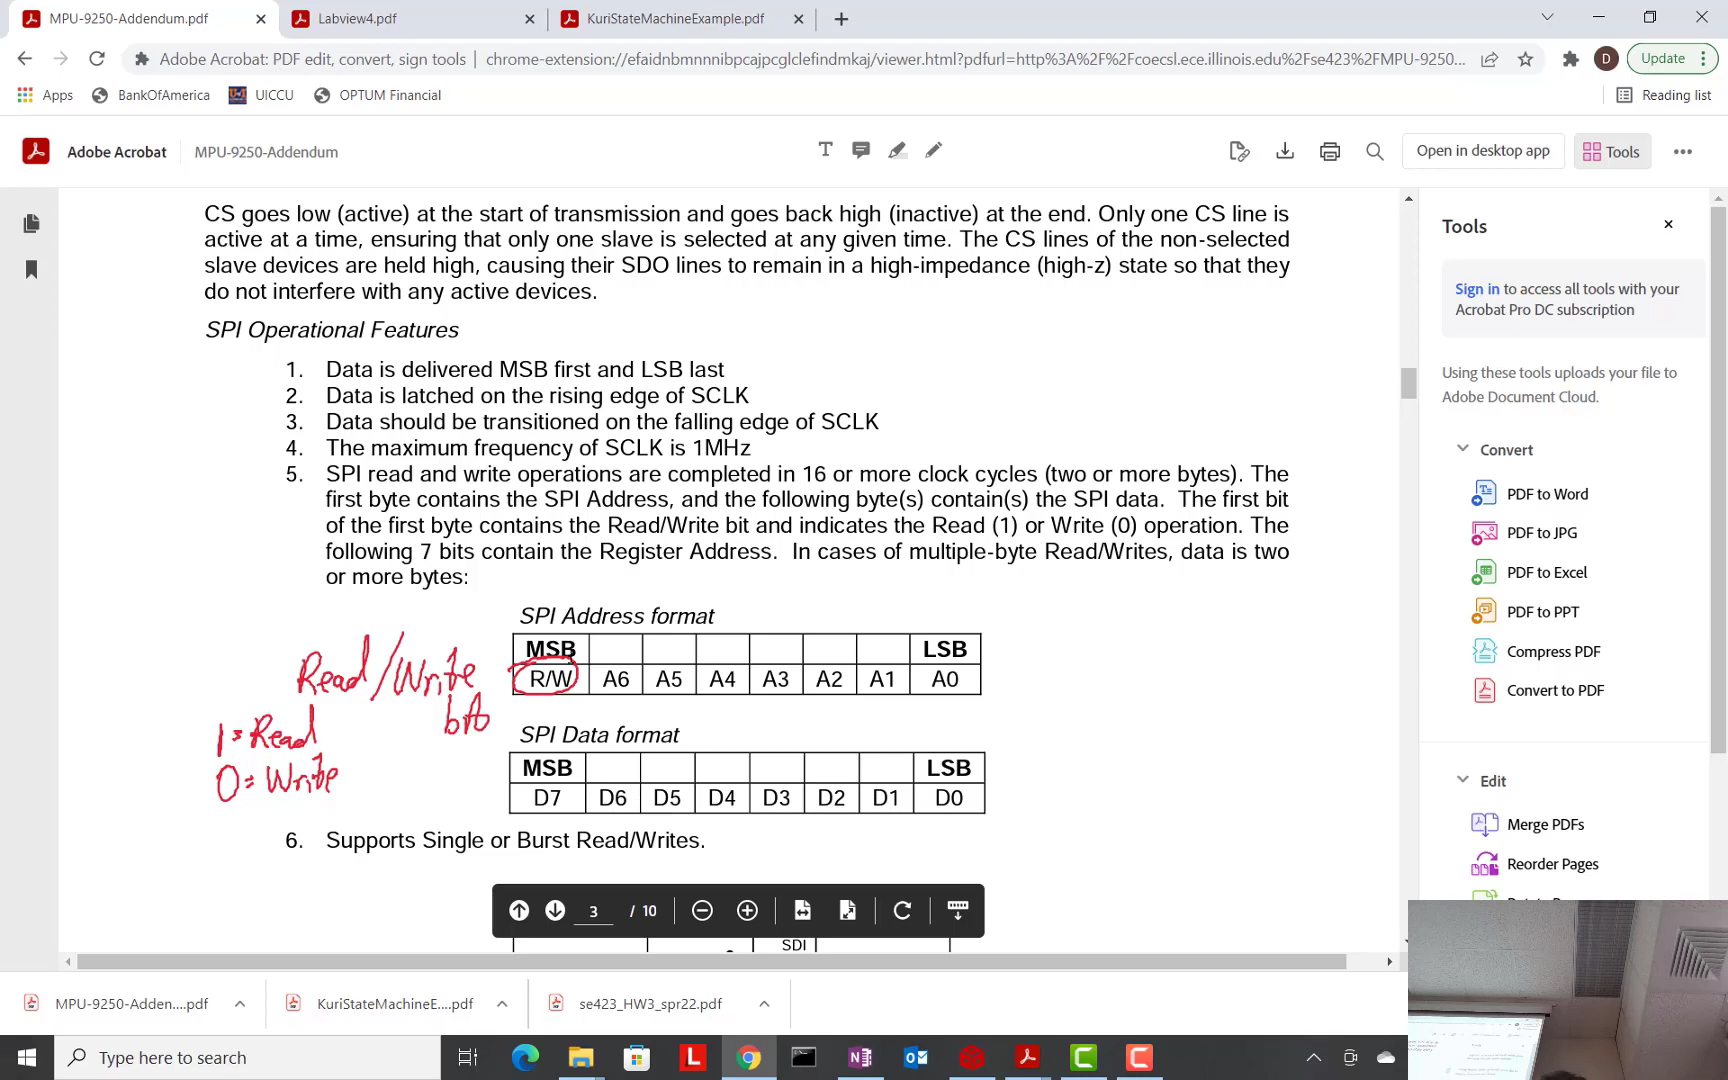 MPU-9250-Addendum.pdf
Labview4.pdf
KuriStateMachineExample.pdf
Adobe Acrobat: PDF edit, convert, sign tools
chrome-extension://efaidnbmnnnibpcajpcglclefindmkaj/viewer.html?pdfurl=http%3A%2F%2Fcoecsl.ece.illinois.edu%2Fse423%2FMPU-9250...
D
Update
Apps
BankOfAmerica
UICCU
OPTUM Financial
Reading list
Adobe Acrobat
MPU-9250-Addendum
Open in desktop app
Tools
CS goes low (active) at the start of transmission and goes back high (inactive) at the end. Only one CS line is
active at a time, ensuring that only one slave is selected at any given time. The CS lines of the non-selected
slave devices are held high, causing their SDO lines to remain in a high-impedance (high-z) state so that they
do not interfere with any active devices.
SPI Operational Features
1. Data is delivered MSB first and LSB last
2. Data is latched on the rising edge of SCLK
3. Data should be transitioned on the falling edge of SCLK
4. The maximum frequency of SCLK is 1MHz
5. SPI read and write operations are completed in 16 or more clock cycles (two or more bytes). The
first byte contains the SPI Address, and the following byte(s) contain(s) the SPI data. The first bit
of the first byte contains the Read/Write bit and indicates the Read (1) or Write (0) operation. The
following 7 bits contain the Register Address. In cases of multiple-byte Read/Writes, data is two
or more bytes:
SPI Address format
MSB LSB
R/W A6 A5 A4 A3 A2 A1 A0
Read/Write
bit
1=Read
0=Write
SPI Data format
MSB LSB
D7 D6 D5 D4 D3 D2 D1 D0
6. Supports Single or Burst Read/Writes.
3 / 10
SDI
Tools
Sign in to access all tools with your
Acrobat Pro DC subscription
Using these tools uploads your file to
Adobe Document Cloud.
Convert
PDF to Word
PDF to JPG
PDF to Excel
PDF to PPT
Compress PDF
Convert to PDF
Edit
Merge PDFs
Reorder Pages
MPU-9250-Adden....pdf
KuriStateMachineE....pdf
se423_HW3_spr22.pdf
Type here to search